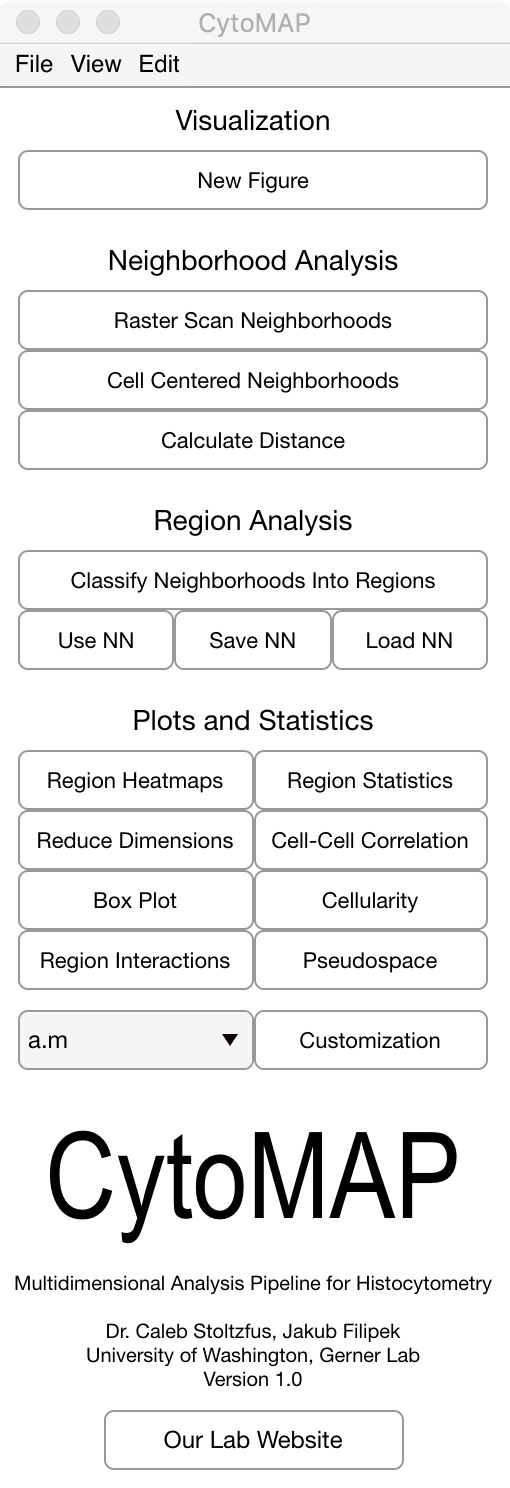 CytoMAP
File View Edit
Visualization
New Figure
Neighborhood Analysis
Raster Scan Neighborhoods
Cell Centered Neighborhoods
Calculate Distance
Region Analysis
Classify Neighborhoods Into Regions
Use NN Save NN Load NN
Plots and Statistics
Region Heatmaps Region Statistics
Reduce Dimensions Cell-Cell Correlation
Box Plot Cellularity
Region Interactions Pseudospace
a.m Customization
CytoMAP
Multidimensional Analysis Pipeline for Histocytometry
Dr. Caleb Stoltzfus, Jakub Filipek
University of Washington, Gerner Lab
Version 1.0
Our Lab Website